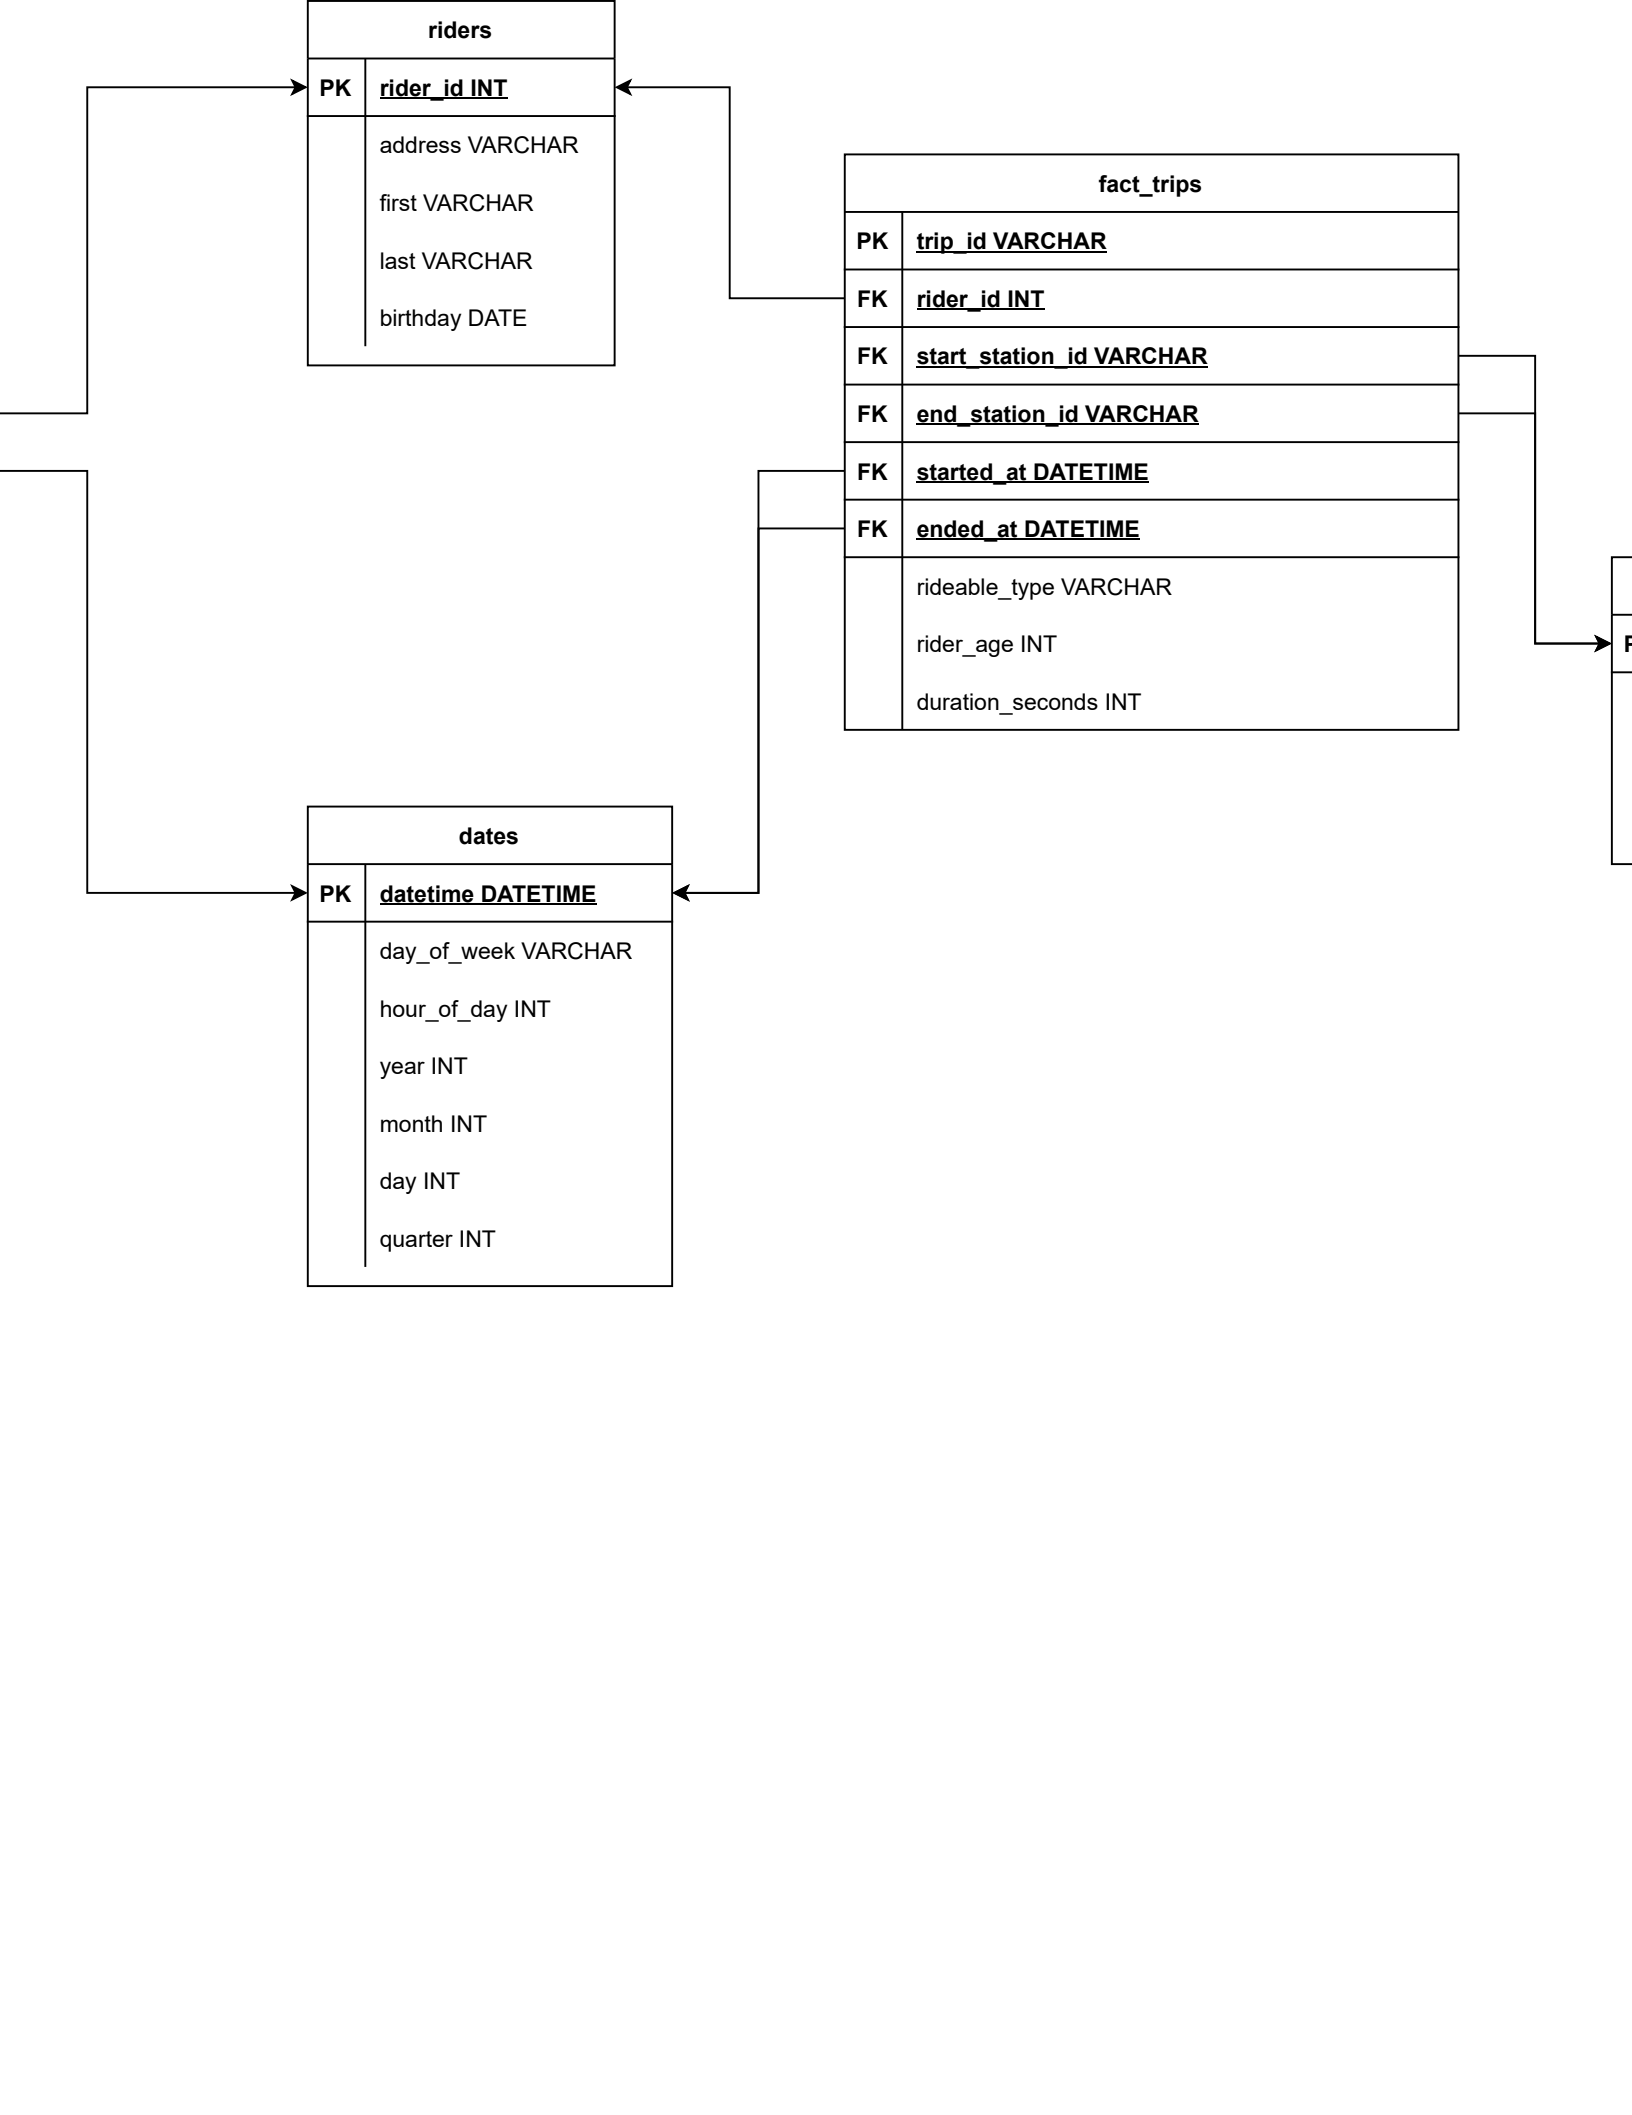 riders
PK rider_id INT
address VARCHAR
first VARCHAR
last VARCHAR
birthday DATE
fact_trips
PK trip_id VARCHAR
FK rider_id INT
FK start_station_id VARCHAR
FK end_station_id VARCHAR
FK started_at DATETIME
FK ended_at DATETIME
rideable_type VARCHAR
rider_age INT
duration_seconds INT
dates
PK datetime DATETIME
day_of_week VARCHAR
hour_of_day INT
year INT
month INT
day INT
quarter INT